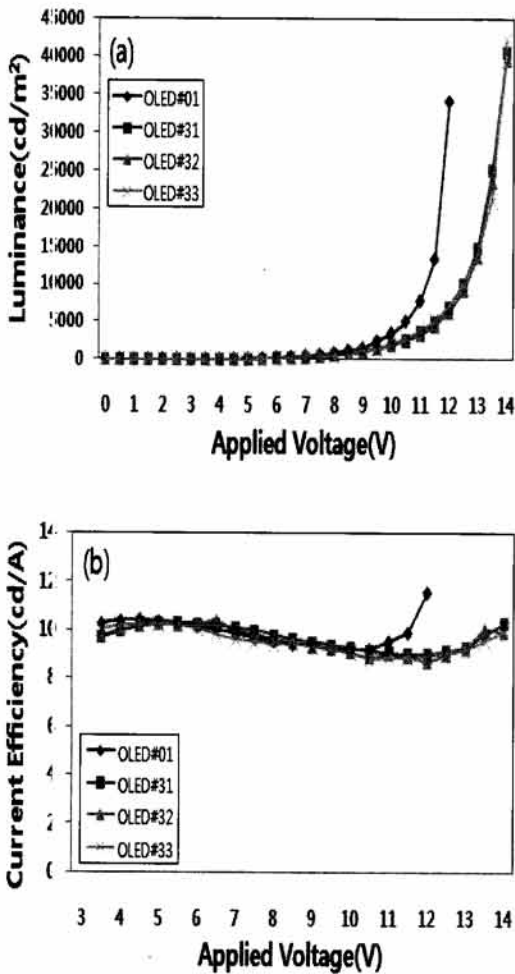 (a)
Luminance(cd/m²)
45000
40000
35000
30000
25000
20000
15000
10000
5000
0
OLED#01
OLED#31
OLED#32
OLED#33
0 1 2 3 4 5 6 7 8 9 10 11 12 13 14
Applied Voltage(V)
(b)
Current Efficiency(cd/A)
14
12
10
8
6
4
2
0
OLED#01
OLED#31
OLED#32
OLED#33
3 4 5 6 7 8 9 10 11 12 13 14
Applied Voltage(V)